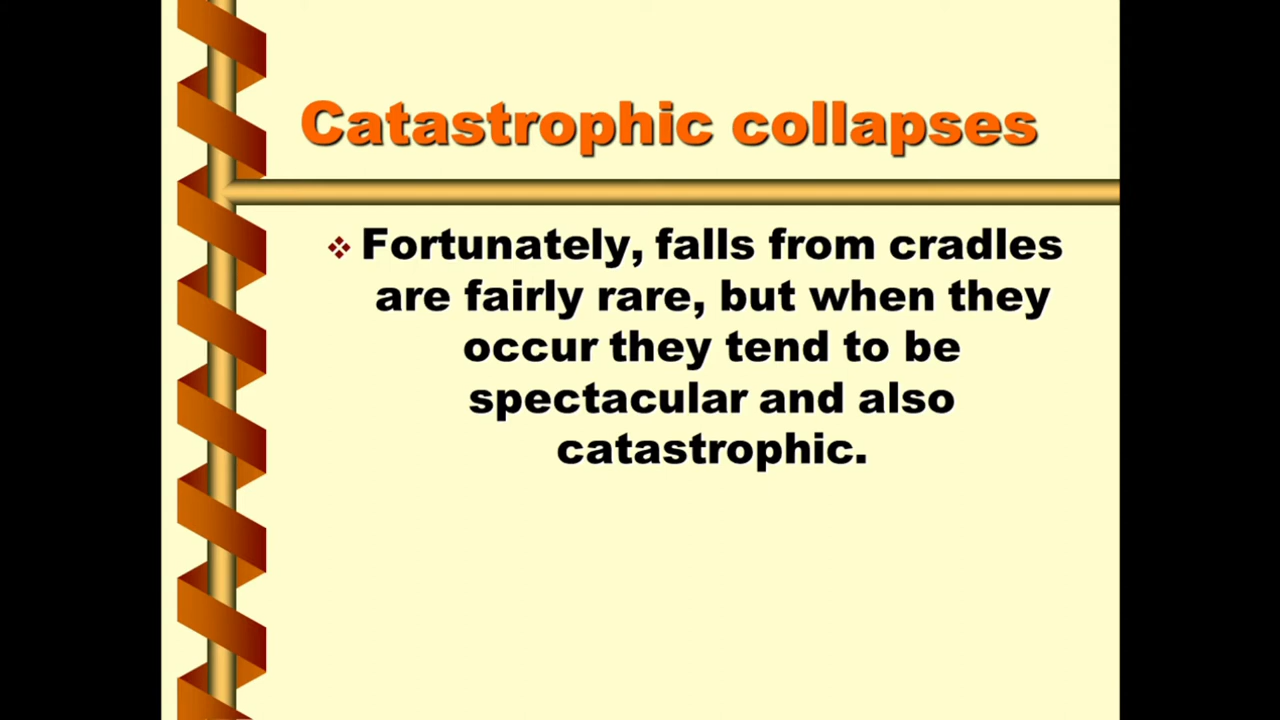 Catastrophic collapses
Fortunately, falls from cradles
are fairly rare, but when they
occur they tend to be
spectacular and also
catastrophic.